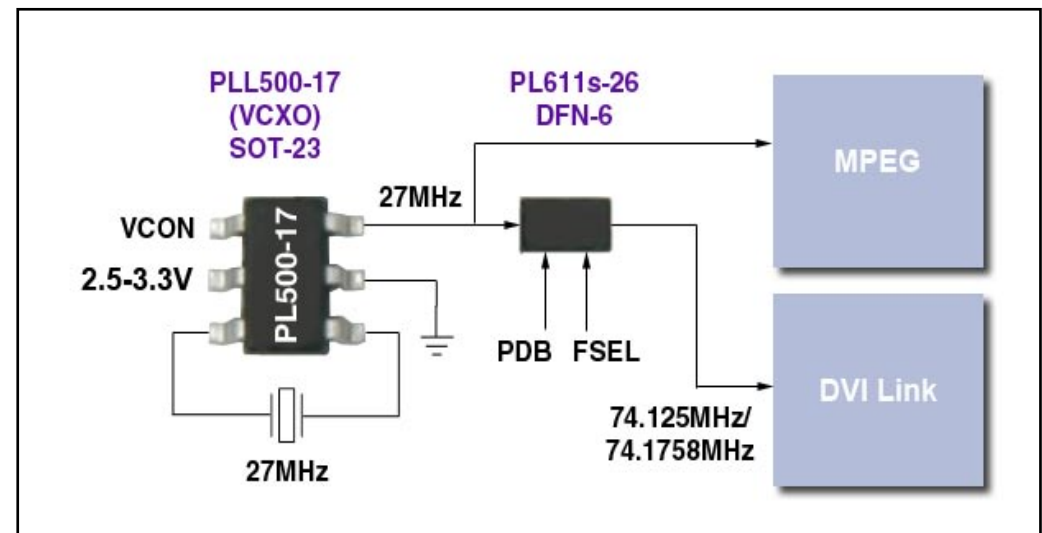 PLL500-17
(VCXO)
SOT-23
PL611s-26
DFN-6
MPEG
27MHz
VCON
2.5-3.3V
PL500-17
PDB FSEL
DVI Link
74.125MHz/
74.1758MHz
27MHz